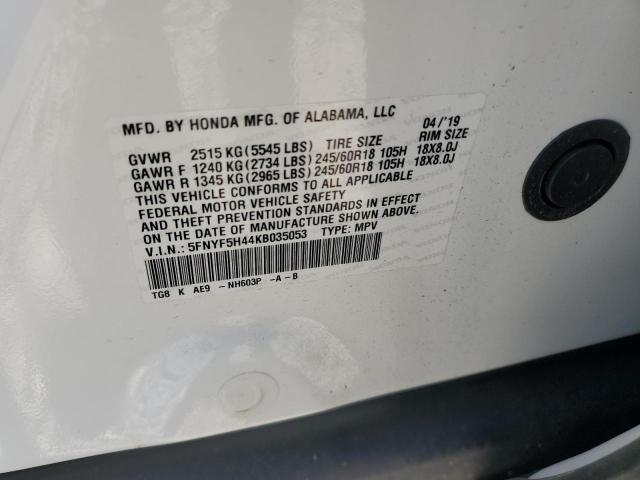 MFD. BY HONDA MFG. OF ALABAMA, LLC 04/'19
GVWR 2515 KG (5545 LBS) TIRE SIZE RIM SIZE
GAWR F 1240 KG (2734 LBS) 245/60R18 105H 18X8.0J
GAWR R 1345 KG (2965 LBS) 245/60R18 105H 18X8.0J
THIS VEHICLE CONFORMS TO ALL APPLICABLE
FEDERAL MOTOR VEHICLE SAFETY
AND THEFT PREVENTION STANDARDS IN EFFECT
ON THE DATE OF MANUFACTURE SHOWN ABOVE.
V.I.N.: 5FNYF5H44KB035053 TYPE: MPV
TG8 K AE9 -NH603P -A-B